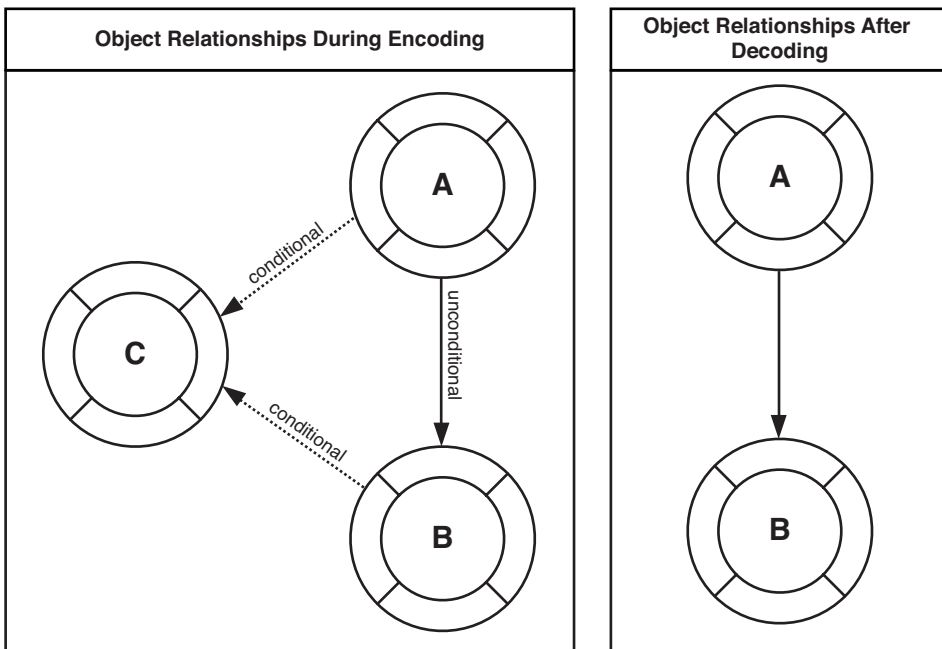 Object Relationships During Encoding
A
conditional
unconditional
C
conditional
B
Object Relationships After
Decoding
A
B